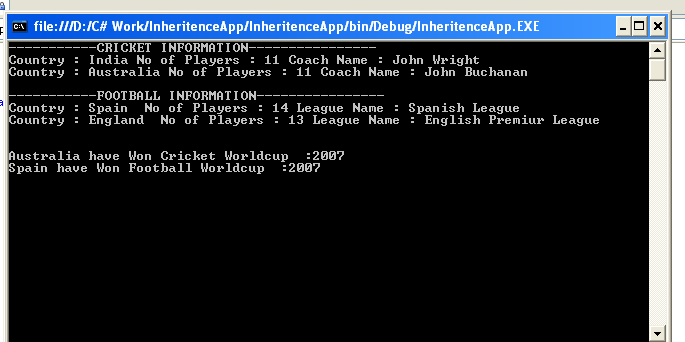 file:///D:/C# Work/InheritenceApp/InheritenceApp/bin/Debug/InheritenceApp.EXE
-----------CRICKET INFORMATION----------------
Country : India No of Players : 11 Coach Name : John Wright
Country : Australia No of Players : 11 Coach Name : John Buchanan
-----------FOOTBALL INFORMATION----------------
Country : Spain  No of Players : 14 League Name : Spanish League
Country : England  No of Players : 13 League Name : English Premiur League
Australia have Won Cricket Worldcup  :2007
Spain have Won Football Worldcup  :2007